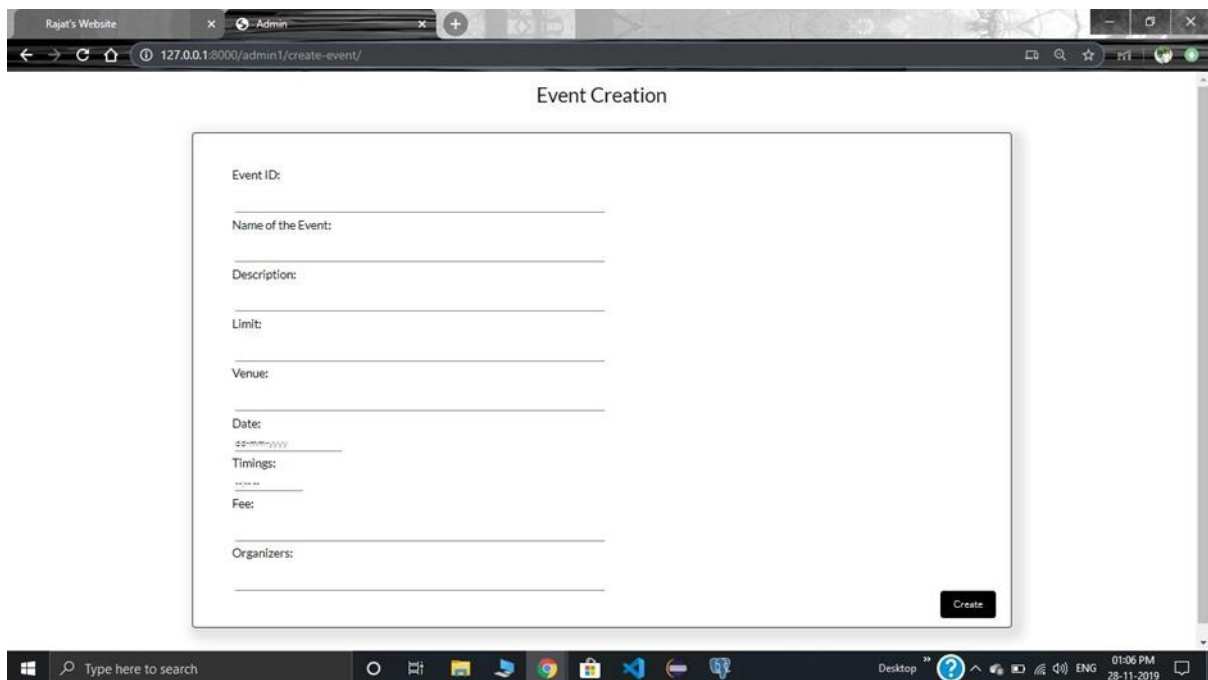 Rajat's Website
Admin
127.0.0.1:8000/admin1/create-event/
Event Creation
Event ID:
Name of the Event:
Description:
Limit:
Venue:
Date:
dd-mm-yyyy
Timings:
--:-- --
Fee:
Organizers:
Create
Type here to search
Desktop
ENG
01:06 PM
28-11-2019